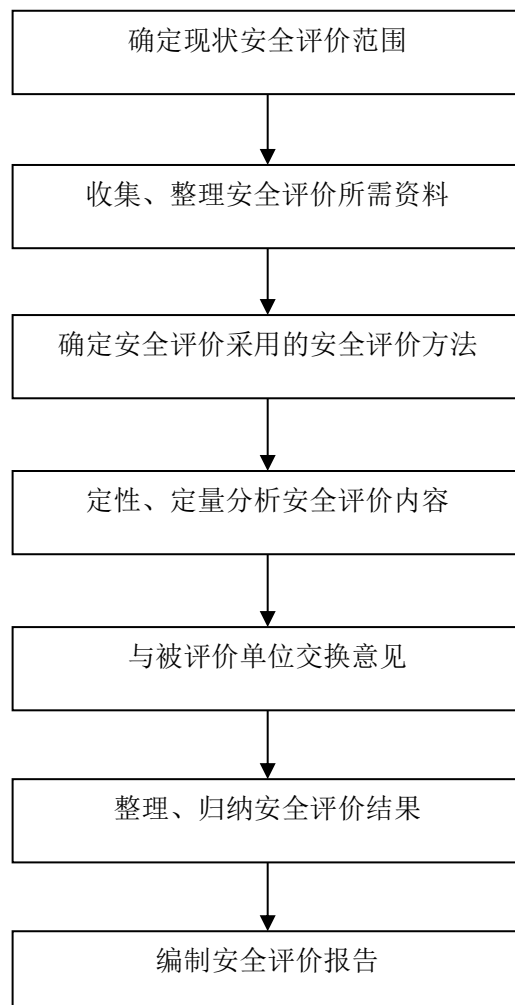 确定现状安全评价范围
收集、整理安全评价所需资料
确定安全评价采用的安全评价方法
定性、定量分析安全评价内容
与被评价单位交换意见
整理、归纳安全评价结果
编制安全评价报告